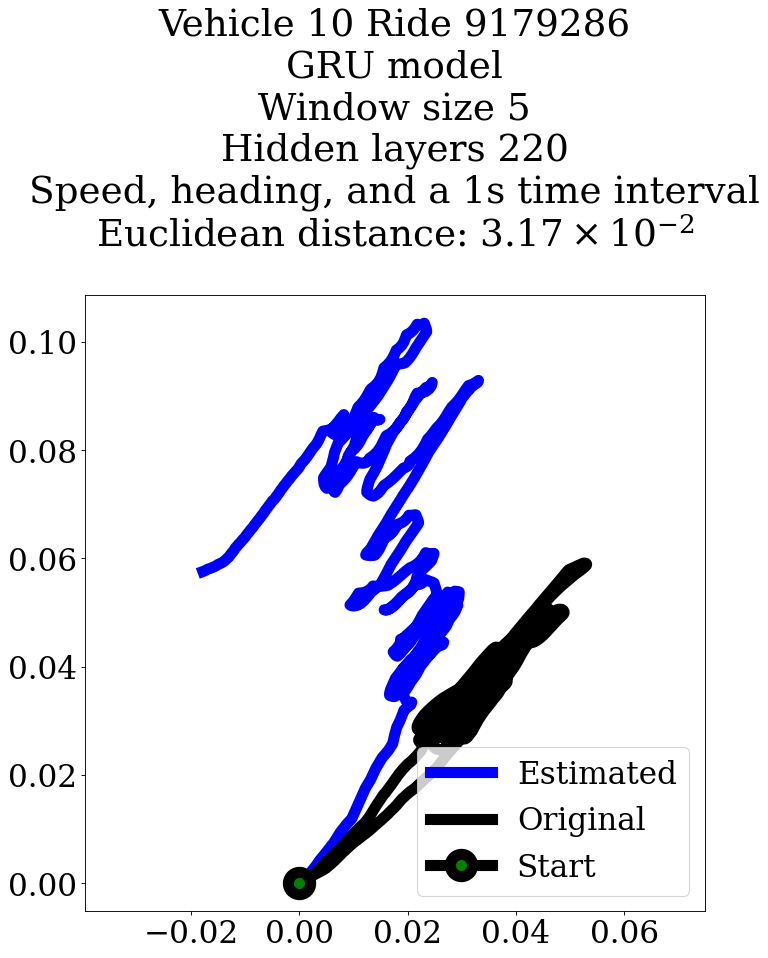 Vehicle 10 Ride 9179286
GRU model
Window size 5
Hidden layers 220
Speed, heading, and a 1s time interval
Euclidean distance: 3.17 × 10⁻²
0.10
0.08
0.06
0.04
0.02
0.00
Estimated
Original
Start
−0.02 0.00 0.02 0.04 0.06